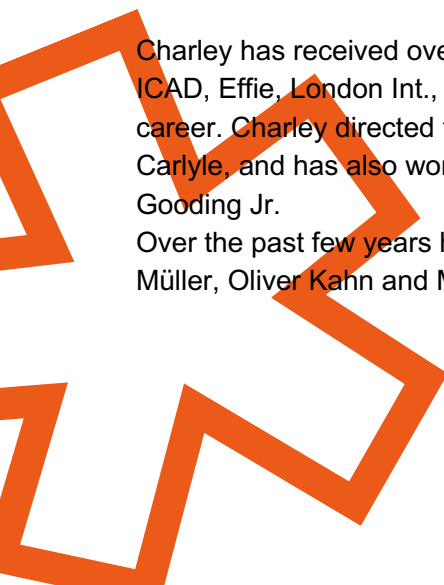 Charley has received ove
ICAD, Effie, London Int.,
career. Charley directed
Carlyle, and has also wor
Gooding Jr.
Over the past few years h
Müller, Oliver Kahn and M